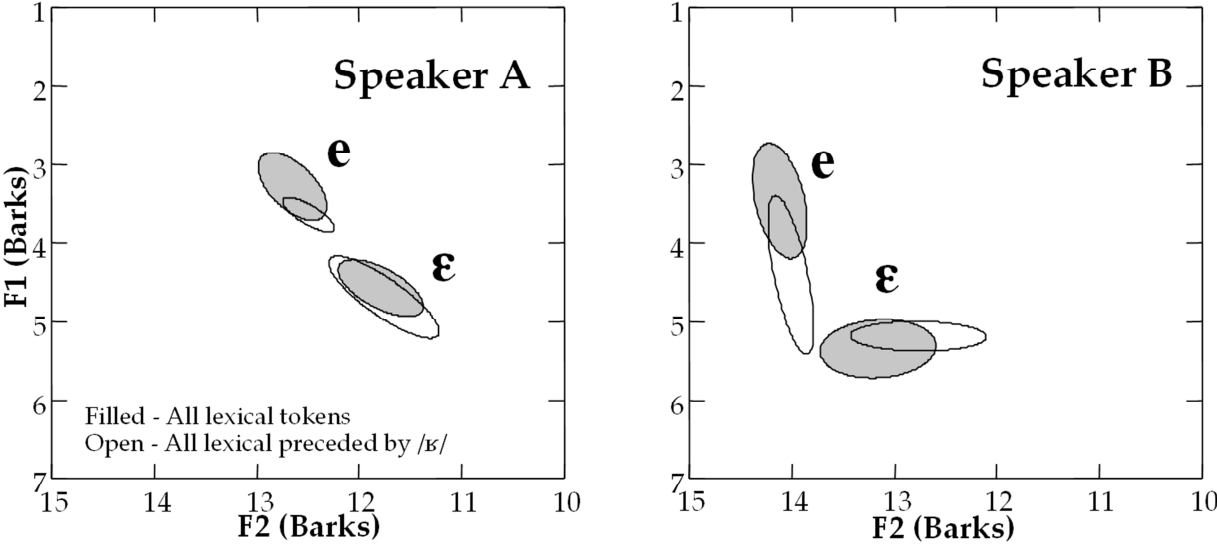 Speaker A
1
2
3
4
5
6
7
F1 (Barks)
e
ε
Filled - All lexical tokens
Open - All lexical preceded by /ʁ/
15 14 13 12 11 10
F2 (Barks)
Speaker B
1
2
3
4
5
6
7
e
ε
15 14 13 12 11 10
F2 (Barks)